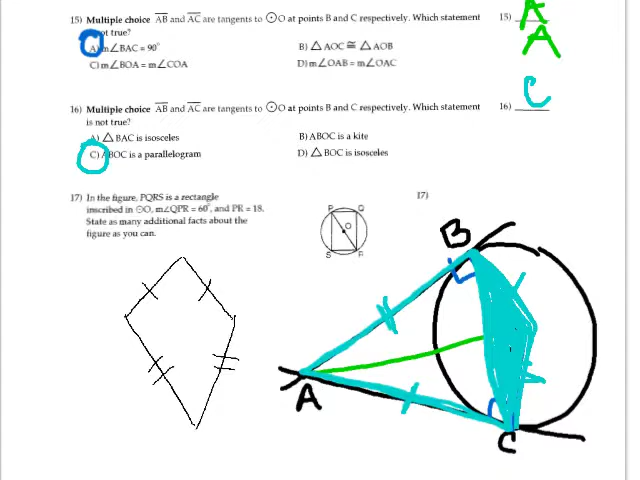 15) Multiple choice AB and AC are tangents to ⊙O at points B and C respectively. Which statement
not true?
A) m∠BAC = 90°
B) △AOC ≅ △AOB
C) m∠BOA = m∠COA
D) m∠OAB = m∠OAC
15) A
A
16) Multiple choice AB and AC are tangents to ⊙O at points B and C respectively. Which statement
is not true?
A) △ BAC is isosceles
B) ABOC is a kite
C) ABOC is a parallelogram
D) △ BOC is isosceles
16) C
17) In the figure, PQRS is a rectangle
inscribed in ⊙O, m∠QPR = 60°, and PR = 18.
State as many additional facts about the
figure as you can.
P Q
O
S R
17)
B
A
C